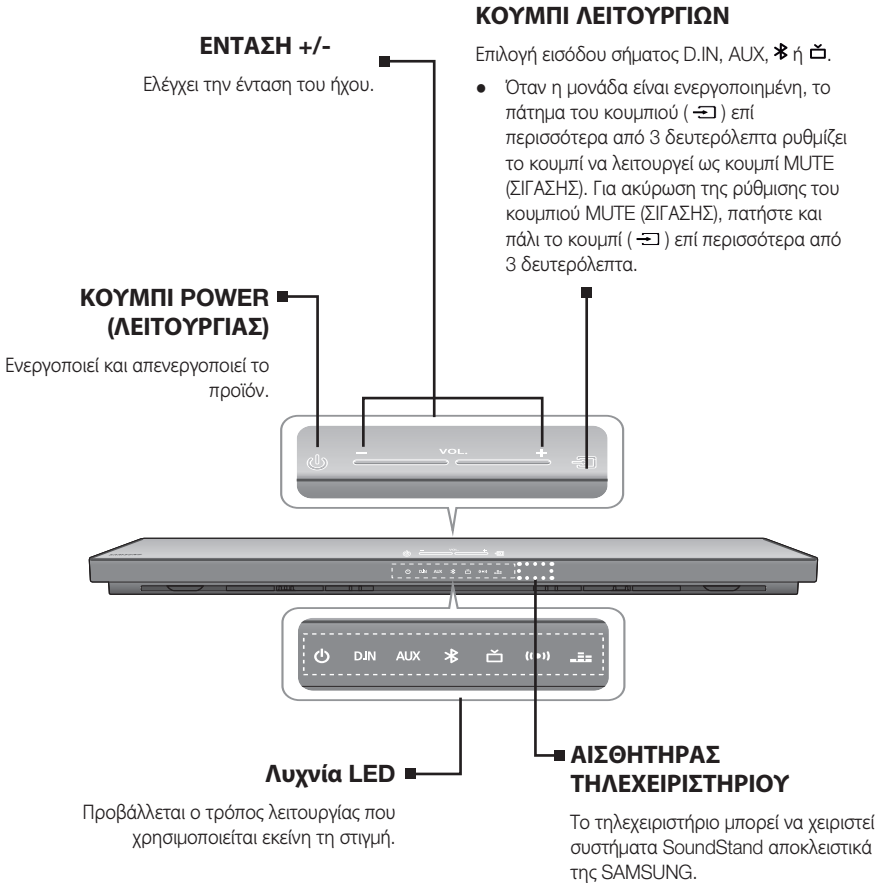 ΚΟΥΜΠΙ ΛΕΙΤΟΥΡΓΙΩΝ
Επιλογή εισόδου σήματος D.IN, AUX, ή .
● Όταν η μονάδα είναι ενεργοποιημένη, το
πάτημα του κουμπιού ( ) επί
περισσότερα από 3 δευτερόλεπτα ρυθμίζει
το κουμπί να λειτουργεί ως κουμπί MUTE
(ΣΙΓΑΣΗΣ). Για ακύρωση της ρύθμισης του
κουμπιού MUTE (ΣΙΓΑΣΗΣ), πατήστε και
πάλι το κουμπί ( ) επί περισσότερα από
3 δευτερόλεπτα.
ΕΝΤΑΣΗ +/-
Ελέγχει την ένταση του ήχου.
ΚΟΥΜΠΙ POWER
(ΛΕΙΤΟΥΡΓΙΑΣ)
Ενεργοποιεί και απενεργοποιεί το
προϊόν.
- VOL. +
D.IN AUX
Λυχνία LED
Προβάλλεται ο τρόπος λειτουργίας που
χρησιμοποιείται εκείνη τη στιγμή.
ΑΙΣΘΗΤΗΡΑΣ
ΤΗΛΕΧΕΙΡΙΣΤΗΡΙΟΥ
Το τηλεχειριστήριο μπορεί να χειριστεί
συστήματα SoundStand αποκλειστικά
της SAMSUNG.